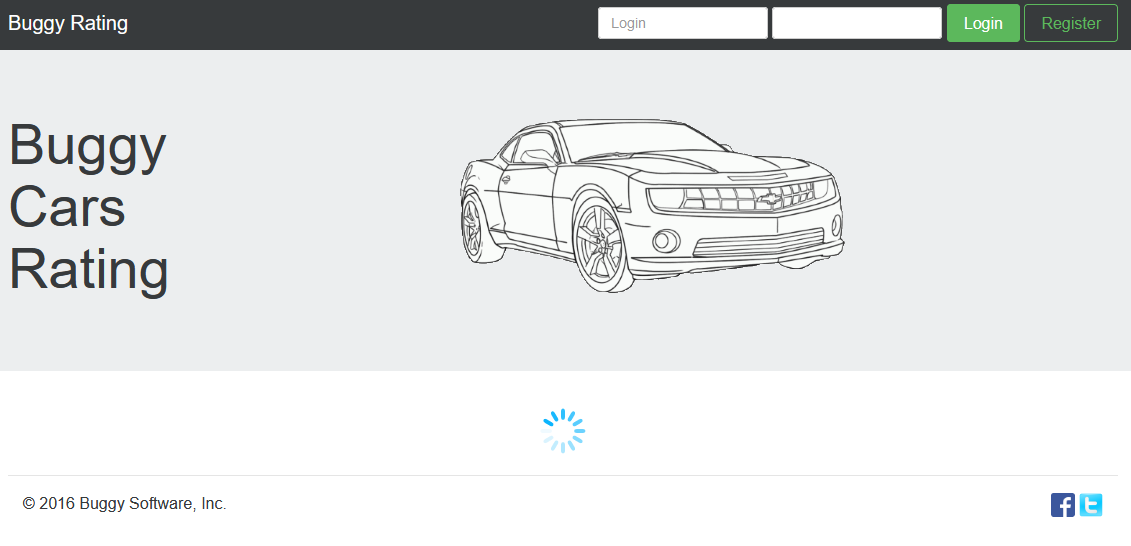 Buggy Rating
Login
Login
Register
Buggy
Cars
Rating
© 2016 Buggy Software, Inc.